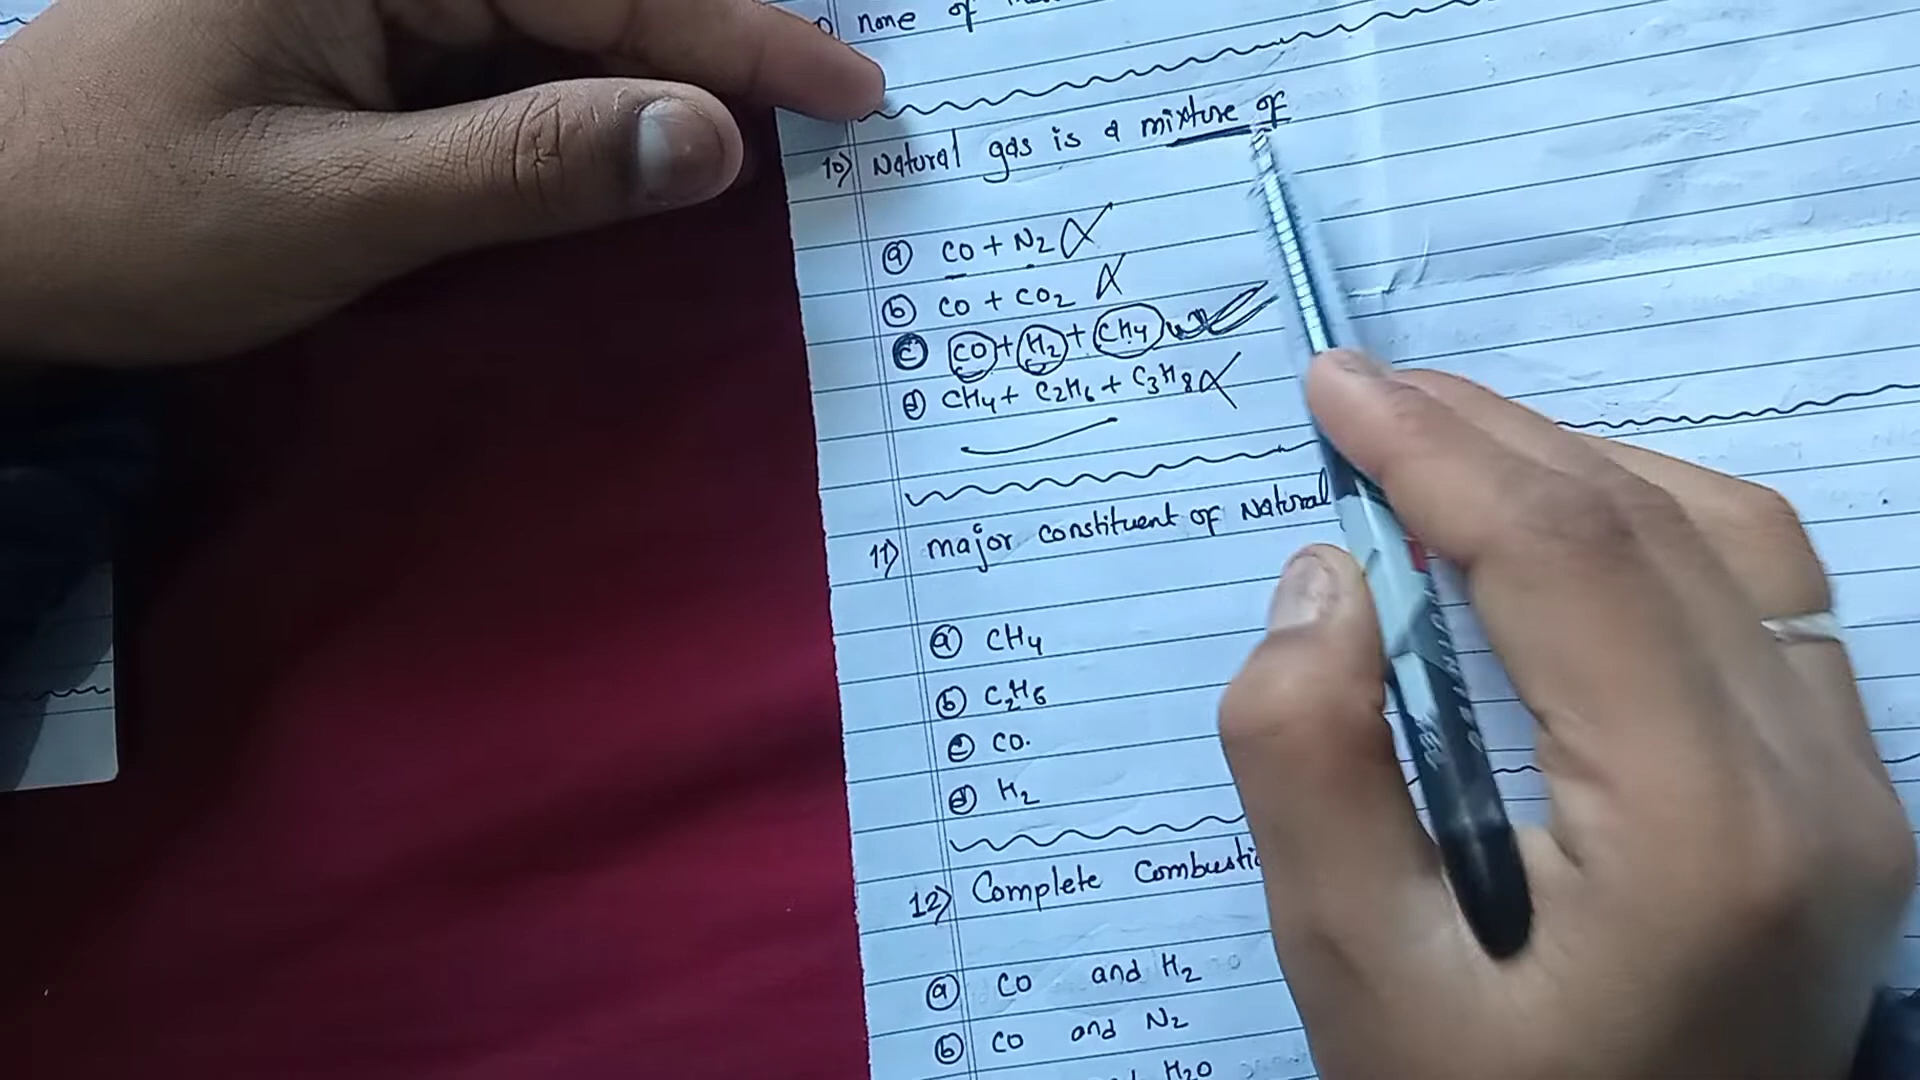 none of
10) Natural gas is a mixture of
(a) CO + N2
(b) CO + CO2
(c) CO + H2 + CH4
(d) CH4 + C2H6 + C3H8
11) major constituent of Natural
(a) CH4
(b) C2H6
(c) CO.
(d) H2
12) Complete Combusti
(a) CO and H2
(b) CO and N2
H2O